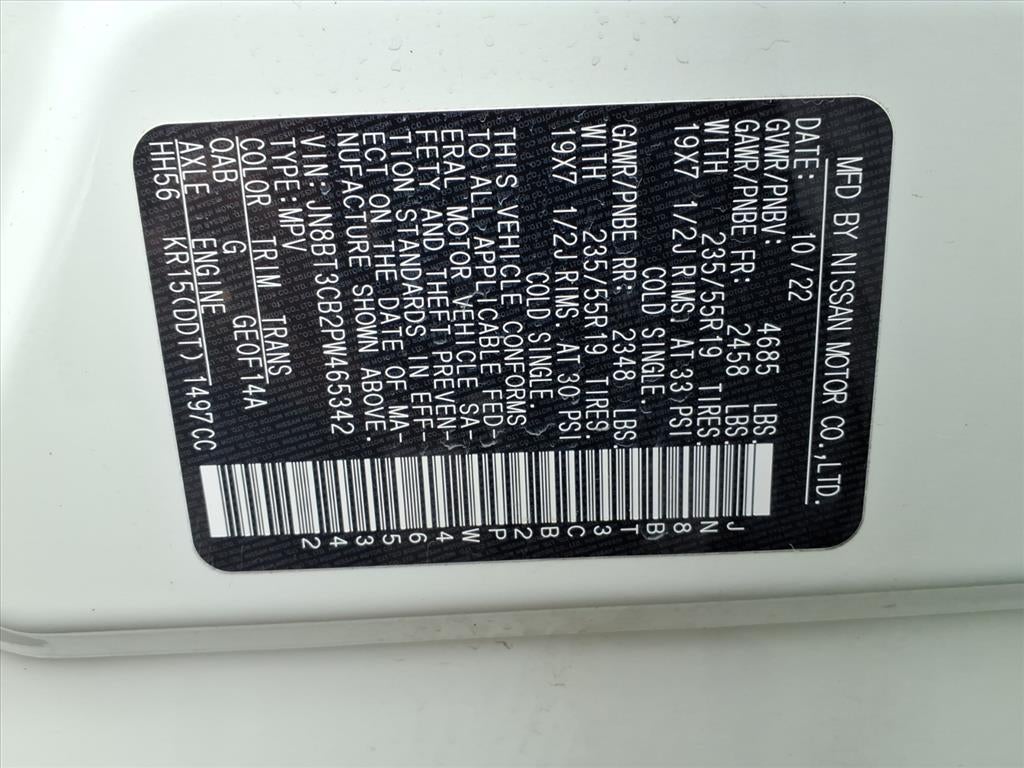 MFD BY NISSAN MOTOR CO.,LTD.
DATE: 10/22
GVWR/PNBV: 4685 LBS.
GAWR/PNBE FR: 2458 LBS.
WITH 235/55R19 TIRES,
19X7 1/2J RIMS, AT 33 PSI
COLD SINGLE.
GAWR/PNBE RR: 2348 LBS.
WITH 235/55R19 TIRES,
19X7 1/2J RIMS, AT 30 PSI
COLD SINGLE.
THIS VEHICLE CONFORMS
TO ALL APPLICABLE FED-
ERAL MOTOR VEHICLE SA-
FETY AND THEFT PREVEN-
TION STANDARDS IN EFF-
ECT ON THE DATE OF MA-
NUFACTURE SHOWN ABOVE.
VIN: JN8BT3CB2PW465342
TYPE:MPV
COLOR TRIM TRANS
QAB G GE0F14A
AXLE ENGINE
HH56 KR15(DDT)1497CC
JN8BT3CB2PW465342